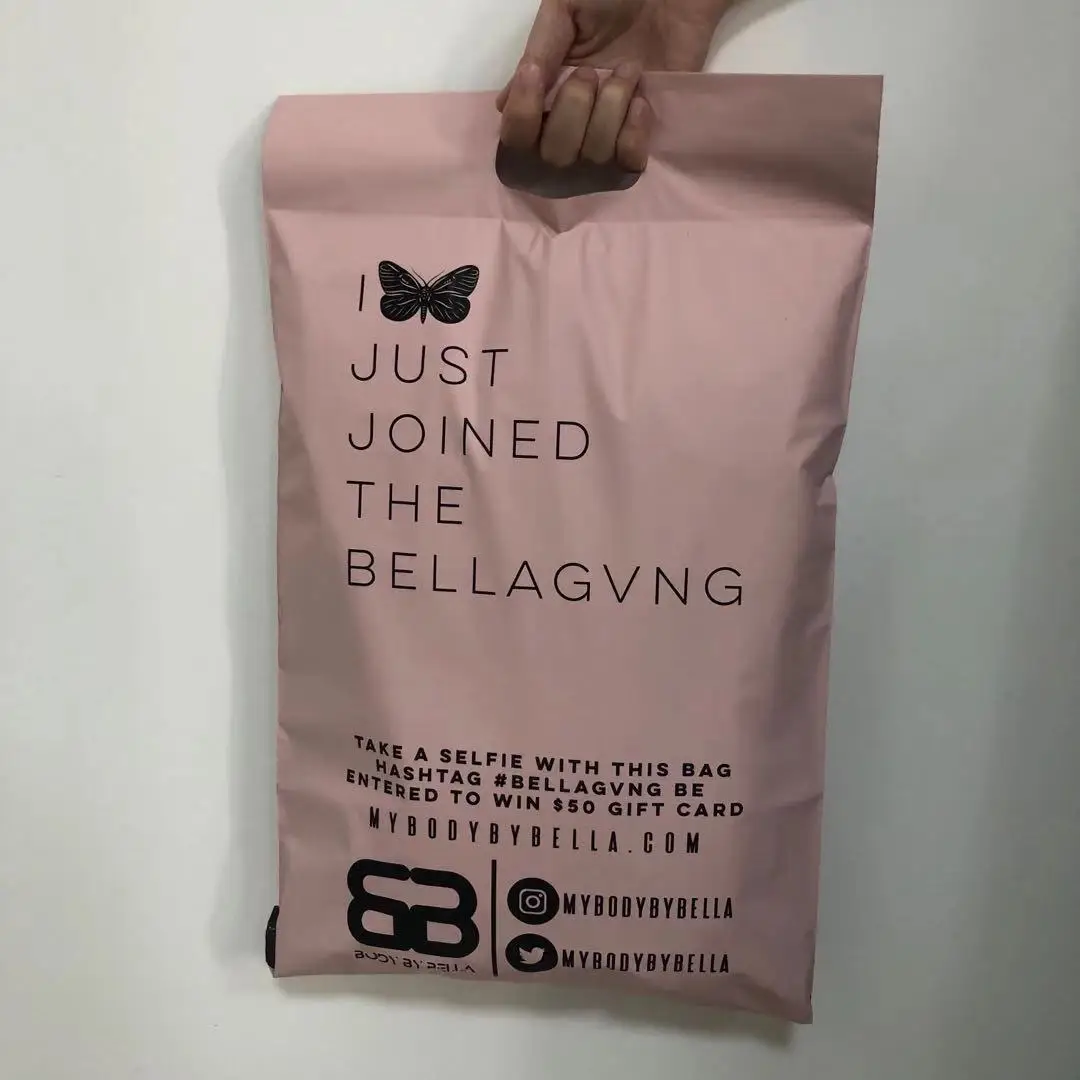 I
JUST
JOINED
THE
BELLAGVNG
TAKE A SELFIE WITH THIS BAG
HASHTAG #BELLAGVNG BE
ENTERED TO WIN $50 GIFT CARD
MYBODYBYBELLA.COM
BODY BY BELLA
MYBODYBYBELLA
MYBODYBYBELLA